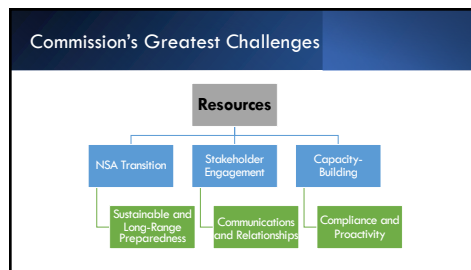 Commission's Greatest Challenges
Resources
NSA Transition
Stakeholder
Engagement
Capacity-
Building
Sustainable and
Long-Range
Preparedness
Communications
and Relationships
Compliance and
Proactivity